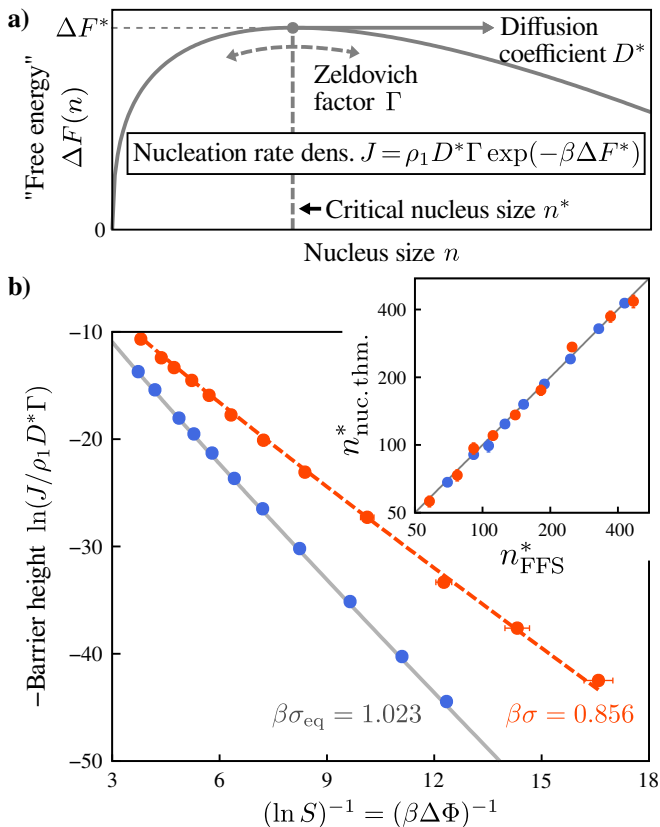 a)
ΔF*
Diffusion
coefficient D*
Zeldovich
factor Γ
"Free energy"
ΔF(n)
Nucleation rate dens. J = ρ₁D*Γ exp(−βΔF*)
Critical nucleus size n*
0
Nucleus size n
b)
−10
−20
−30
−40
−50
−Barrier height ln(J/ρ₁D*Γ)
400
200
100
50
n*nuc. thm.
50
100
200
400
n*FFS
βσeq = 1.023
βσ = 0.856
3
6
9
12
15
18
(ln S)⁻¹ = (βΔΦ)⁻¹